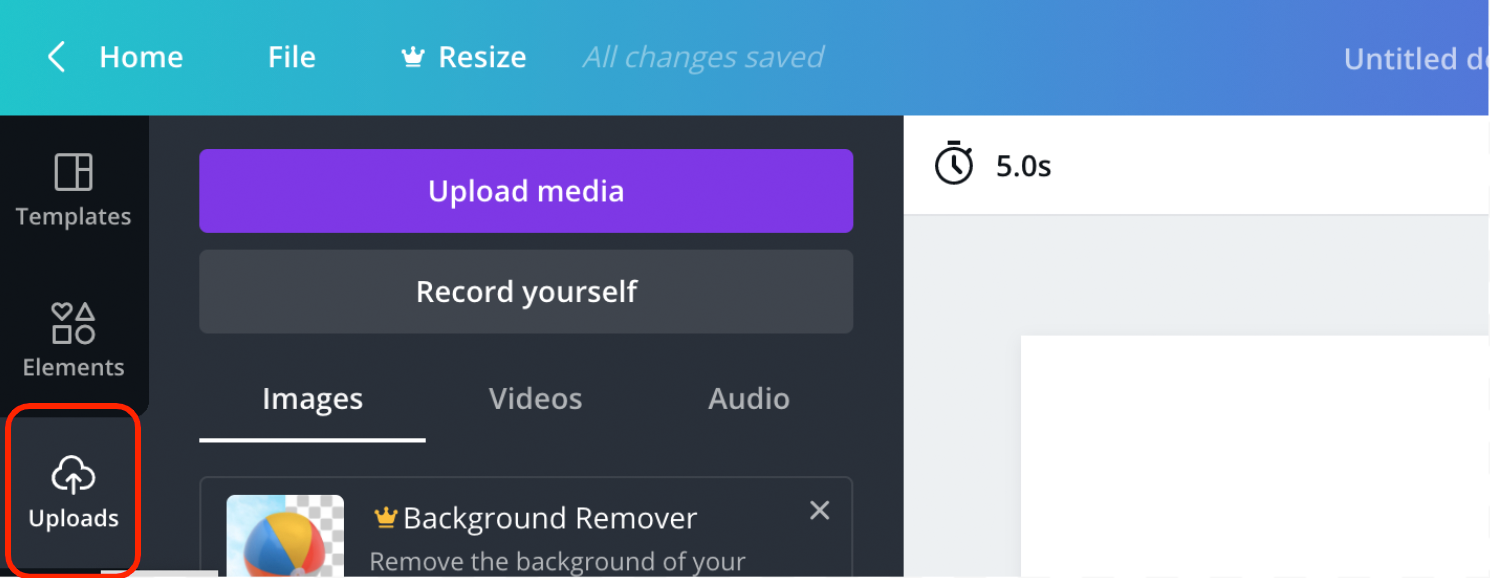 Home File Resize All changes saved Untitled
Templates
Elements
Uploads
Upload media
Record yourself
Images Videos Audio
Background Remover
Remove the background of your
5.0s